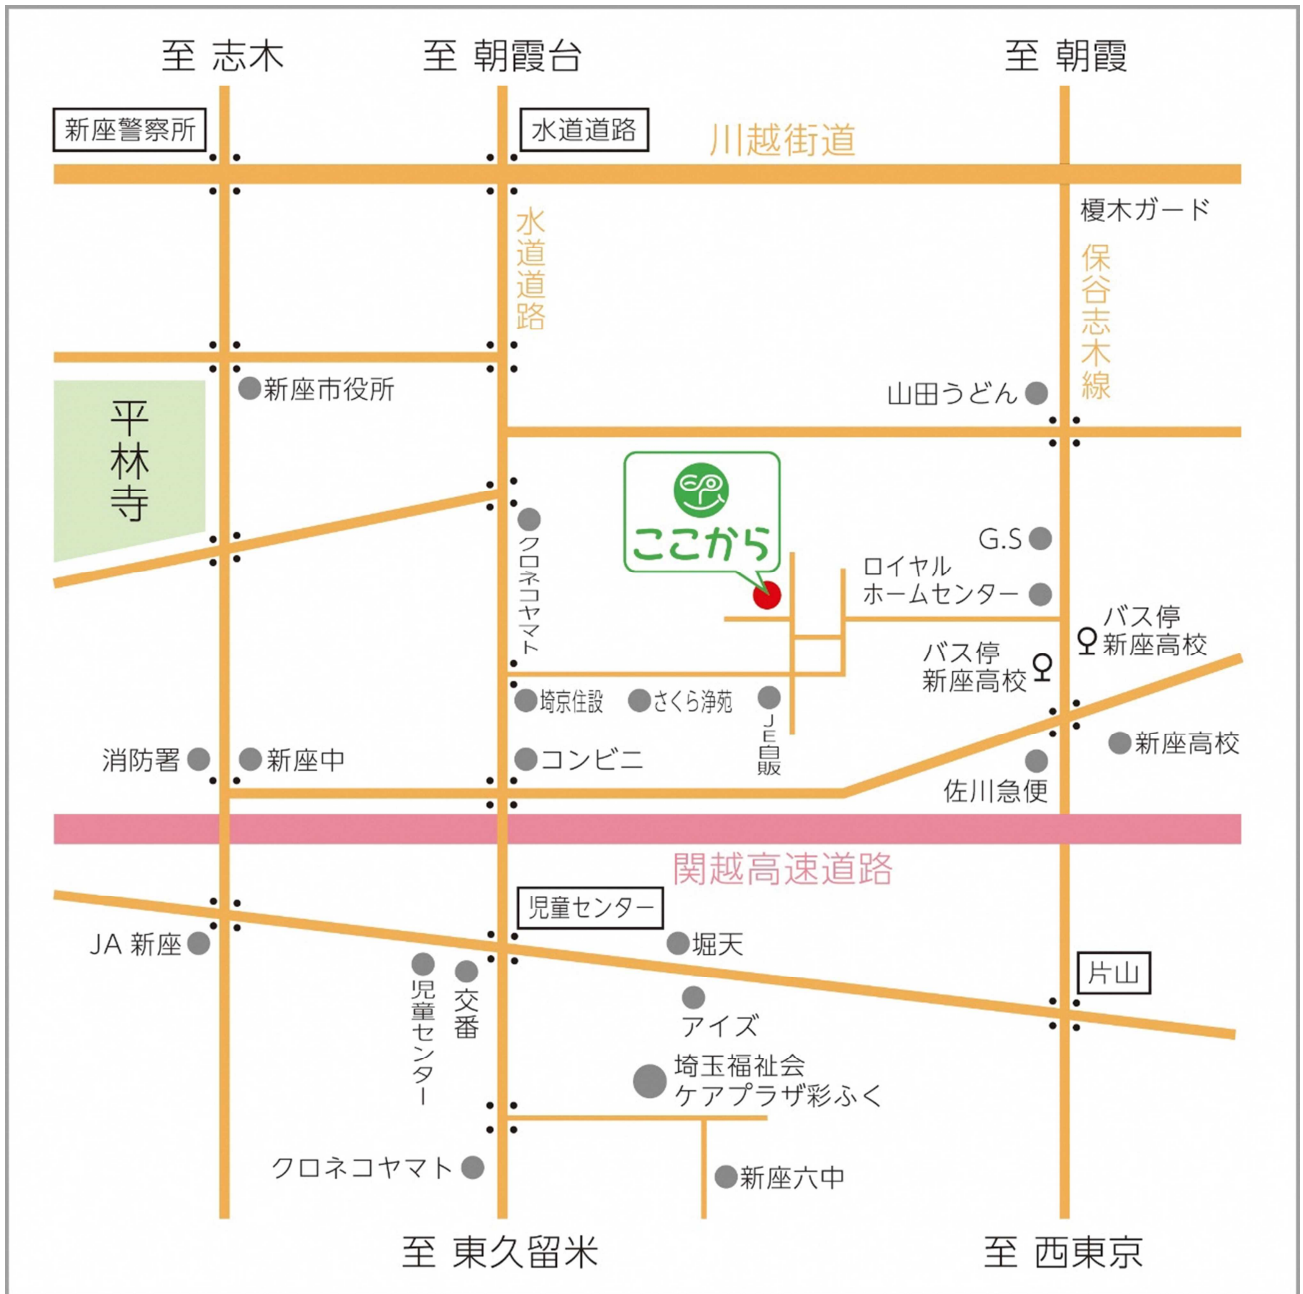 至 志木
至 朝霞台
至 朝霞
新座警察所
水道道路
川越街道
水道道路
榎木ガード
保谷志木線
新座市役所
山田うどん
平林寺
クロネコヤマト
ここから
G.S
ロイヤル
ホームセンター
バス停
新座高校
バス停
新座高校
埼京住設
さくら浄苑
JE自販
消防署
新座中
コンビニ
新座高校
佐川急便
関越高速道路
児童センター
JA 新座
堀天
片山
児童センター
交番
アイズ
埼玉福祉会
ケアプラザ彩ふく
クロネコヤマト
新座六中
至 東久留米
至 西東京